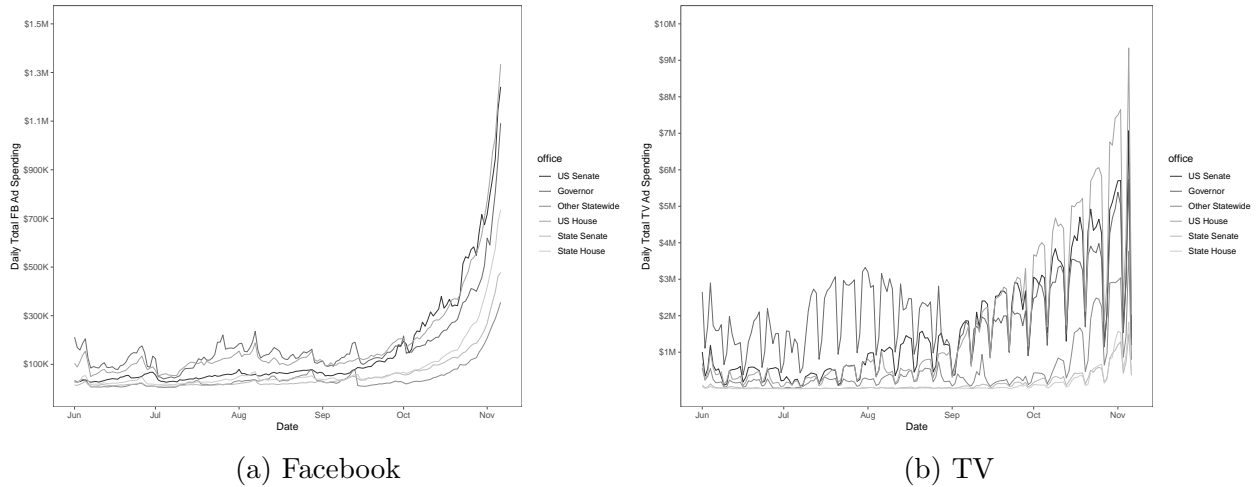 $1.5M
$1.3M
$1.1M
$900K
$700K
$500K
$300K
$100K
Daily Total FB Ad Spending
Jun
Jul
Aug
Sep
Oct
Nov
Date
office
US Senate
Governor
Other Statewide
US House
State Senate
State House
(a) Facebook
$10M
$9M
$8M
$7M
$6M
$5M
$4M
$3M
$2M
$1M
Daily Total TV Ad Spending
Jun
Jul
Aug
Sep
Oct
Nov
Date
office
US Senate
Governor
Other Statewide
US House
State Senate
State House
(b) TV